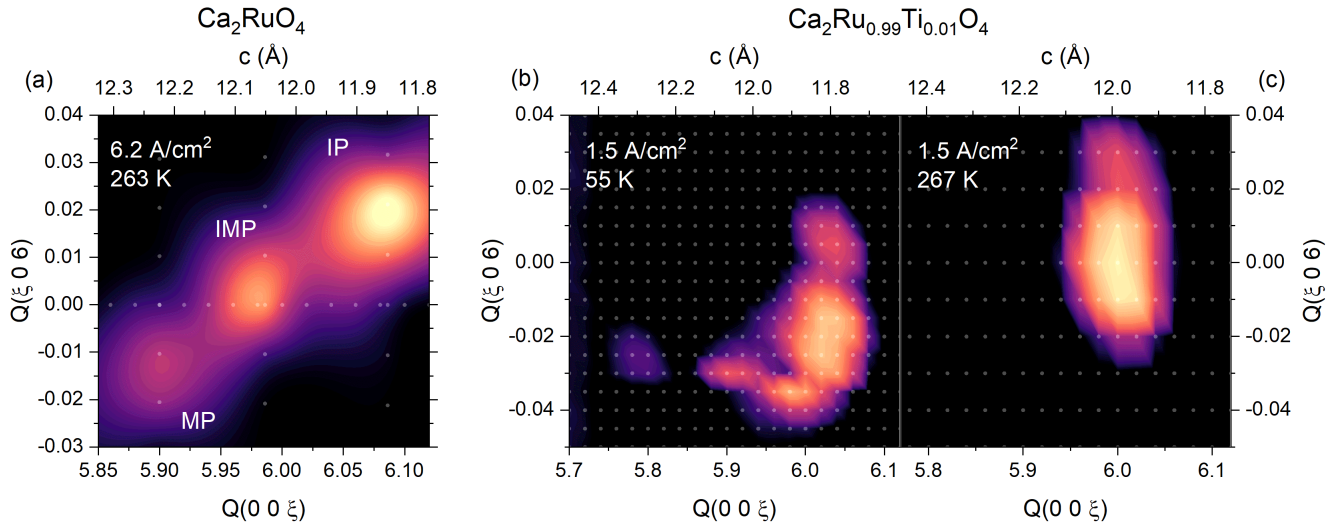 Ca₂RuO₄
Ca₂Ru₀.₉₉Ti₀.₀₁O₄
(a)
c (Å)
12.3 12.2 12.1 12.0 11.9 11.8
6.2 A/cm²
263 K
IP
IMP
MP
Q(ξ 0 6)
0.04
0.03
0.02
0.01
0.00
-0.01
-0.02
-0.03
5.85 5.90 5.95 6.00 6.05 6.10
Q(0 0 ξ)
(b)
c (Å)
12.4 12.2 12.0 11.8
1.5 A/cm²
55 K
Q(ξ 0 6)
0.04
0.02
0.00
-0.02
-0.04
5.7 5.8 5.9 6.0 6.1
Q(0 0 ξ)
c (Å)
(c)
12.4 12.2 12.0 11.8
1.5 A/cm²
267 K
0.04
0.02
0.00
-0.02
-0.04
Q(ξ 0 6)
5.8 5.9 6.0 6.1
Q(0 0 ξ)